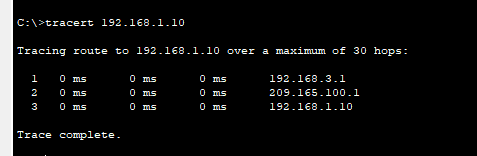 C:\>tracert 192.168.1.10
Tracing route to 192.168.1.10 over a maximum of 30 hops:
1 0 ms 0 ms 0 ms 192.168.3.1
2 0 ms 0 ms 0 ms 209.165.100.1
3 0 ms 0 ms 0 ms 192.168.1.10
Trace complete.